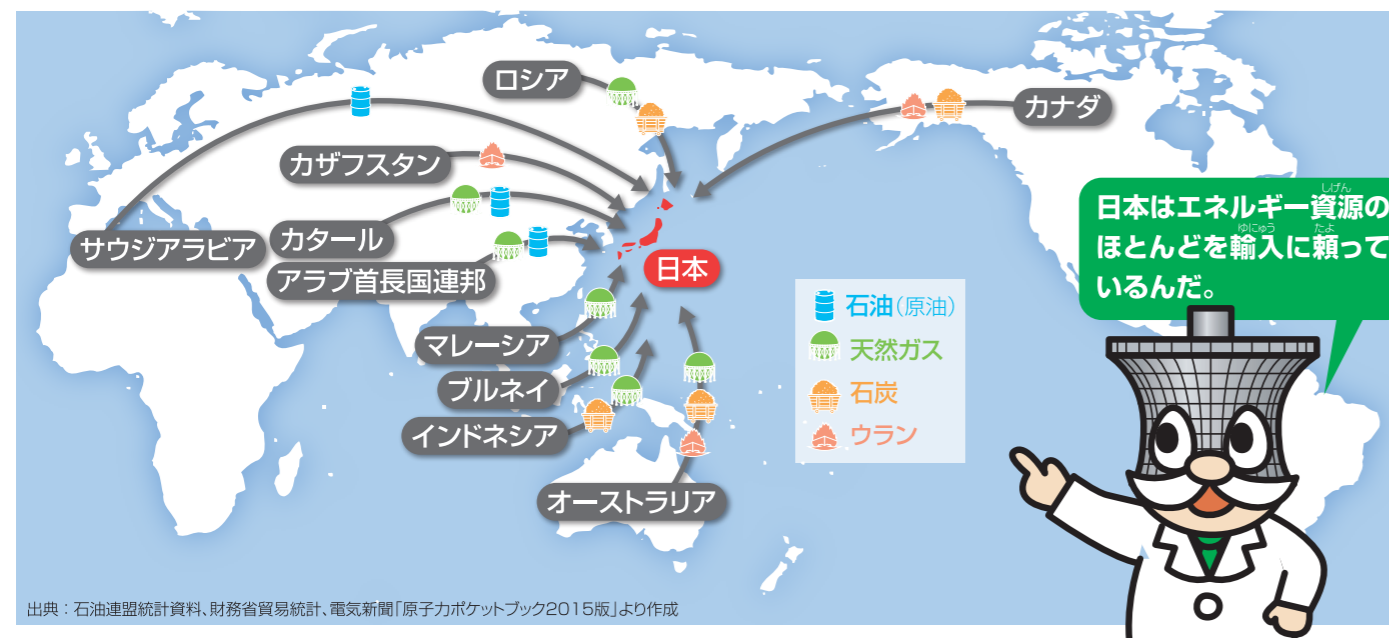 ロシア
カナダ
カザフスタン
サウジアラビア
カタール
アラブ首長国連邦
日本
マレーシア
ブルネイ
インドネシア
オーストラリア
石油(原油)
天然ガス
石炭
ウラン
しげん
日本はエネルギー資源の
ゆにゅう たよ
ほとんどを輸入に頼って
いるんだ。
出典:石油連盟統計資料、財務省貿易統計、電気新聞「原子力ポケットブック2015版」より作成